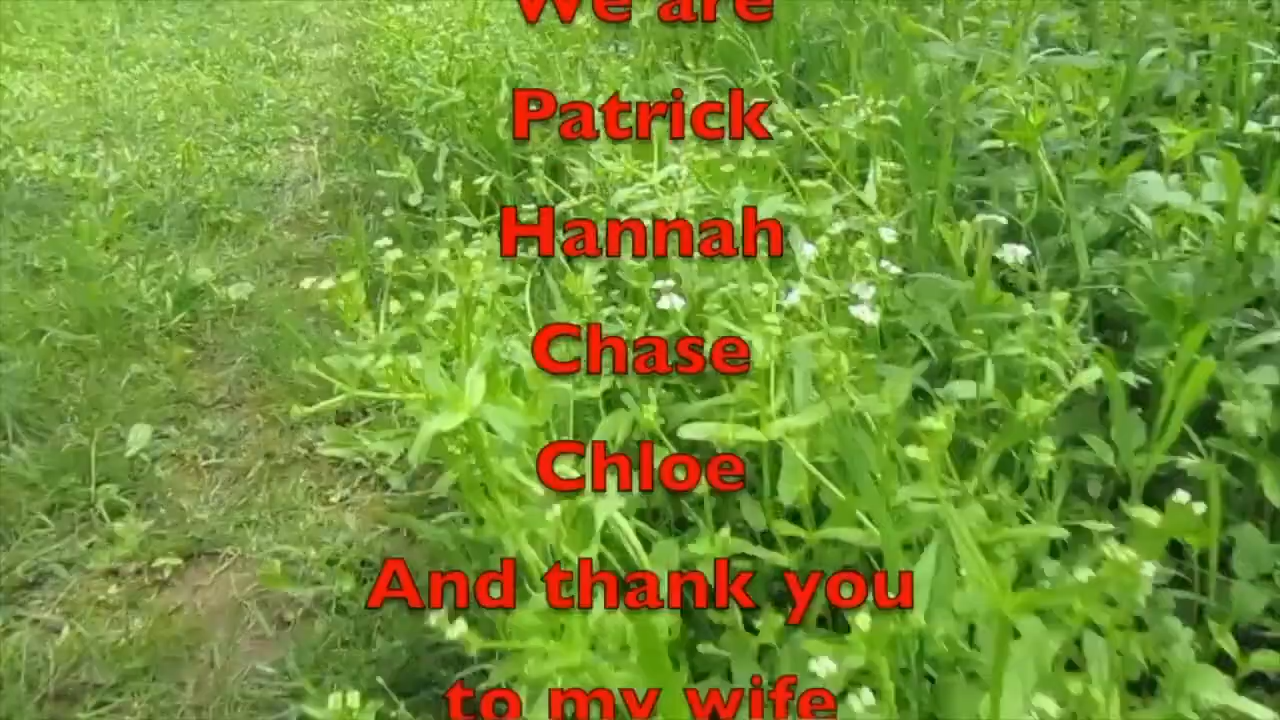 We are
Patrick
Hannah
Chase
Chloe
And thank you
to my wife